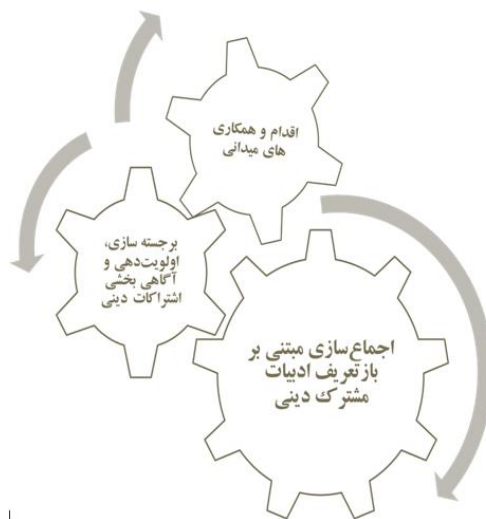 اقدام و همکاری
های میدانی
برجسته سازی،
اولویت‌دهی و
آگاهی بخشی
اشتراکات دینی
اجماع‌سازی مبتنی بر
بازتعریف ادبیات
مشترک دینی